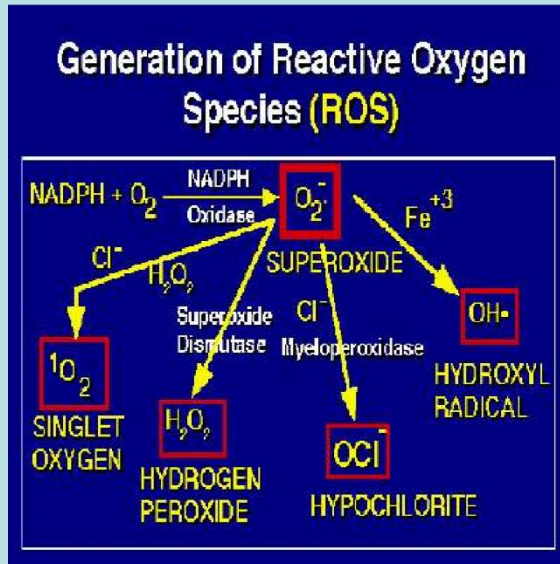 Generation of Reactive Oxygen
Species (ROS)
NADPH + O₂
NADPH
Oxidase
O₂·⁻
SUPEROXIDE
Fe⁺³
Cl⁻
H₂O₂
Superoxide
Dismutase
Cl⁻
Myeloperoxidase
OH•
HYDROXYL
RADICAL
¹O₂
SINGLET
OXYGEN
H₂O₂
HYDROGEN
PEROXIDE
OCl⁻
HYPOCHLORITE